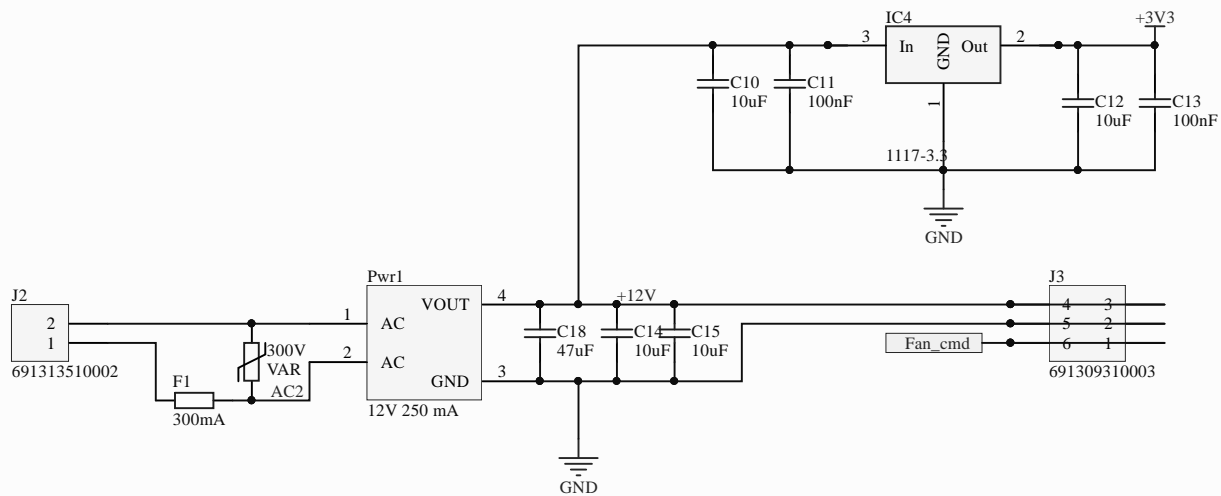 IC4
+3V3
3
In
GND
Out
2
C10
10uF
C11
100nF
1
C12
10uF
C13
100nF
1117-3.3
GND
J2
2
1
691313510002
F1
300mA
300V
VAR
AC2
Pwr1
1
AC
VOUT
4
2
AC
GND
3
12V 250 mA
+12V
C18
47uF
C14
10uF
C15
10uF
GND
J3
4 3
5 2
6 1
Fan_cmd
691309310003